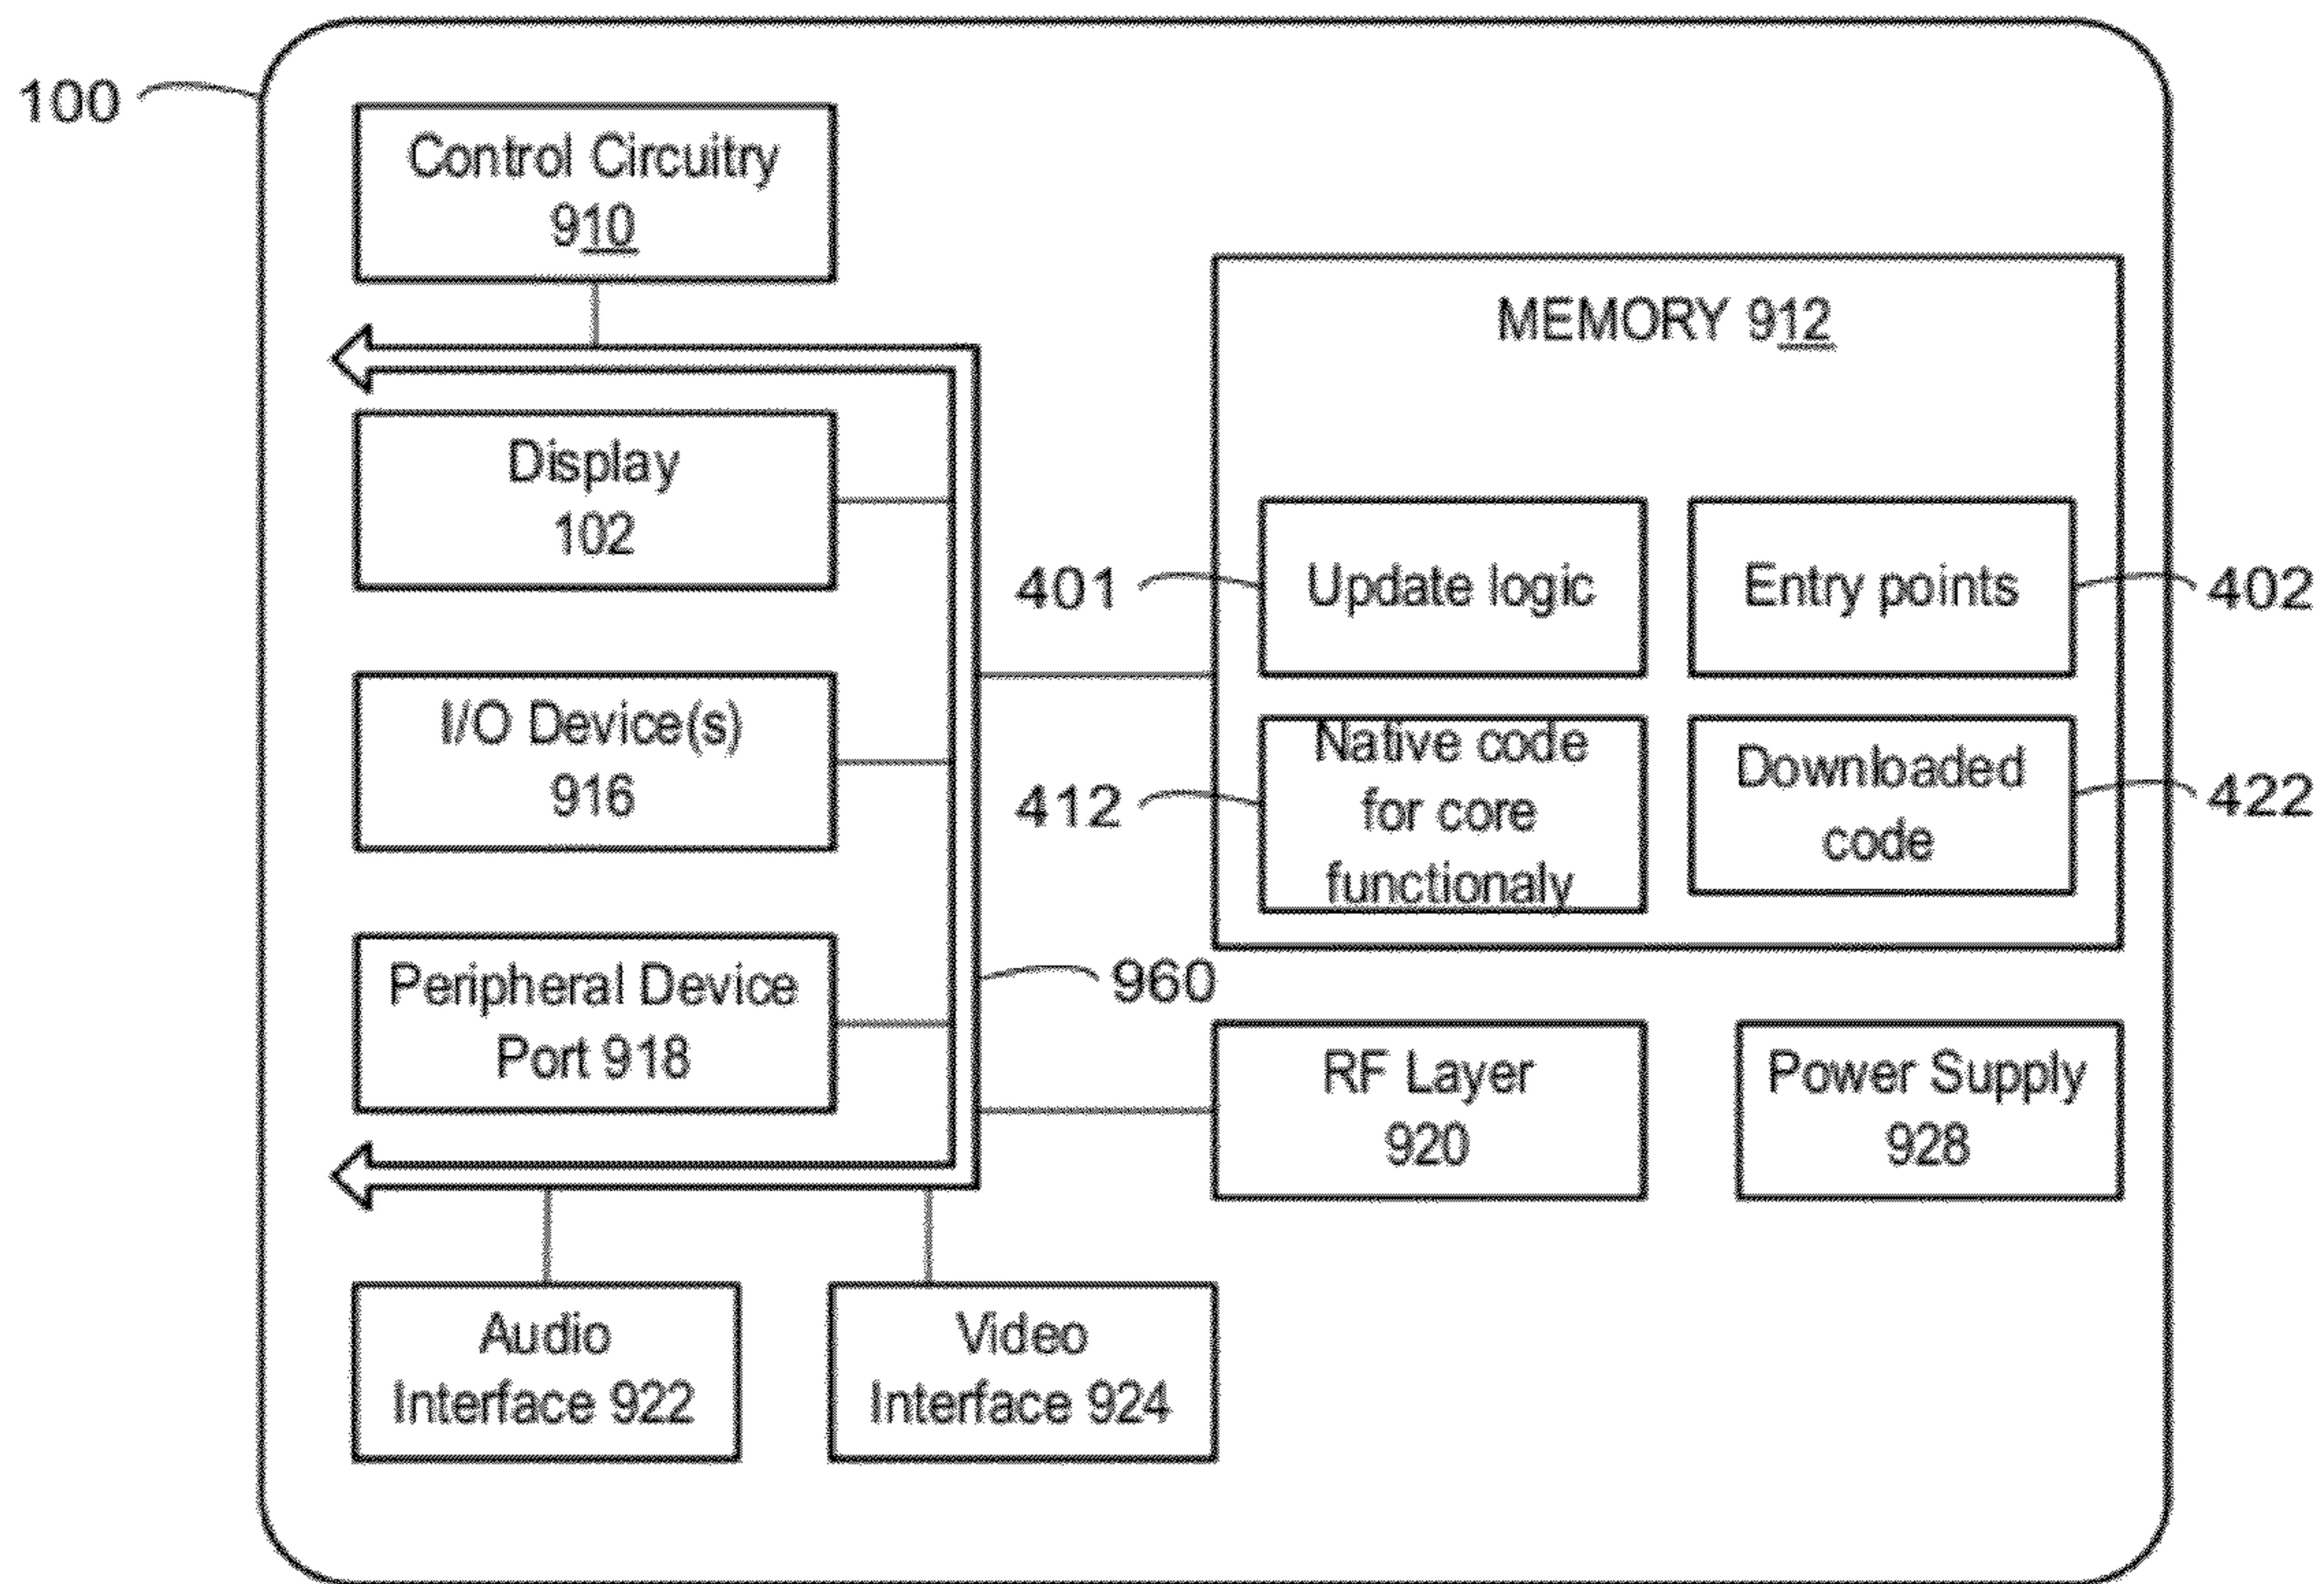 100
Control Circuitry
910
MEMORY 912
Display
102
401
Update logic
Entry points
402
I/O Device(s)
916
412
Native code
for core
functionaly
Downloaded
code
422
Peripheral Device
Port 918
960
RF Layer
920
Power Supply
928
Audio
Interface 922
Video
Interface 924